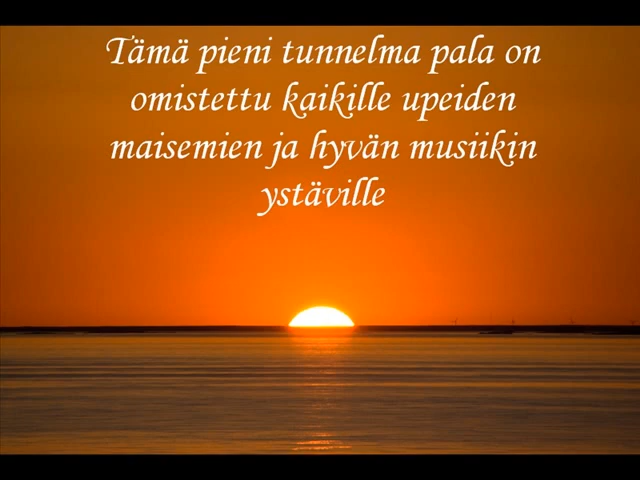 Tämä pieni tunnelma pala on
omistettu kaikille upeiden
maisemien ja hyvän musiikin
ystäville